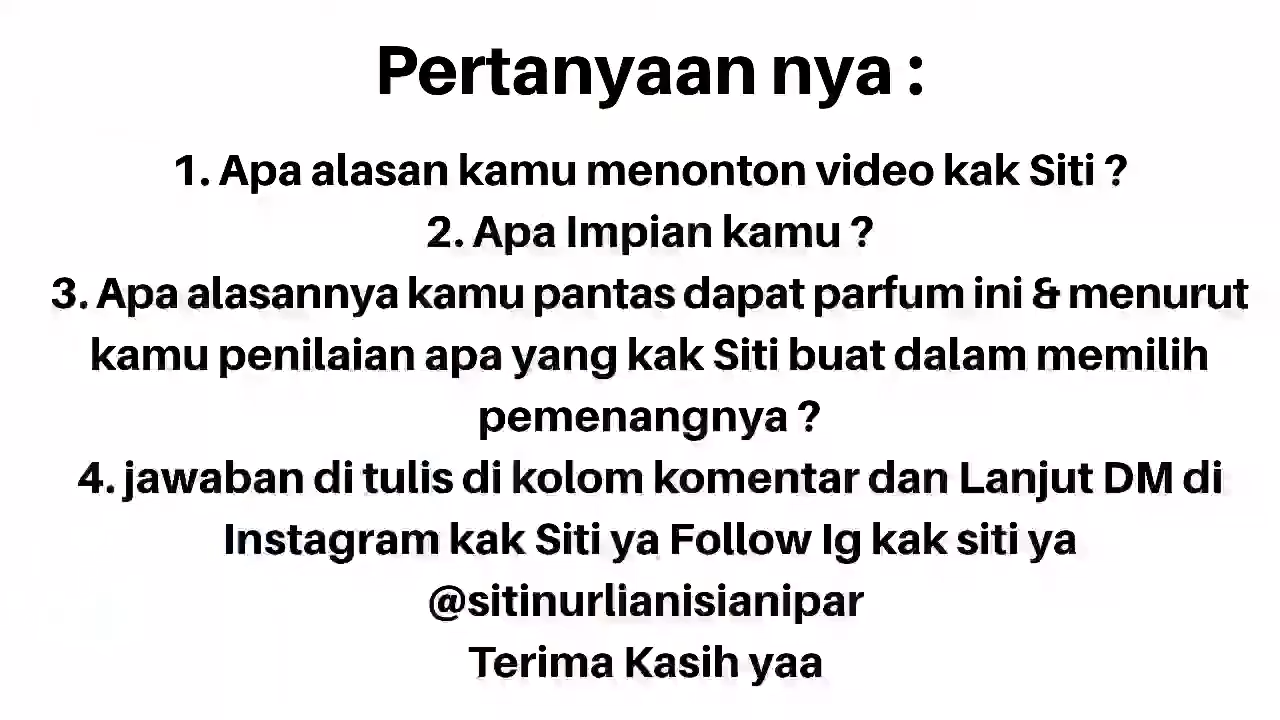 Pertanyaan nya :
1. Apa alasan kamu menonton video kak Siti ?
2. Apa Impian kamu ?
3. Apa alasannya kamu pantas dapat parfum ini & menurut
kamu penilaian apa yang kak Siti buat dalam memilih
pemenangnya ?
4. jawaban di tulis di kolom komentar dan Lanjut DM di
Instagram kak Siti ya Follow Ig kak siti ya
@sitinurlianisianipar
Terima Kasih yaa